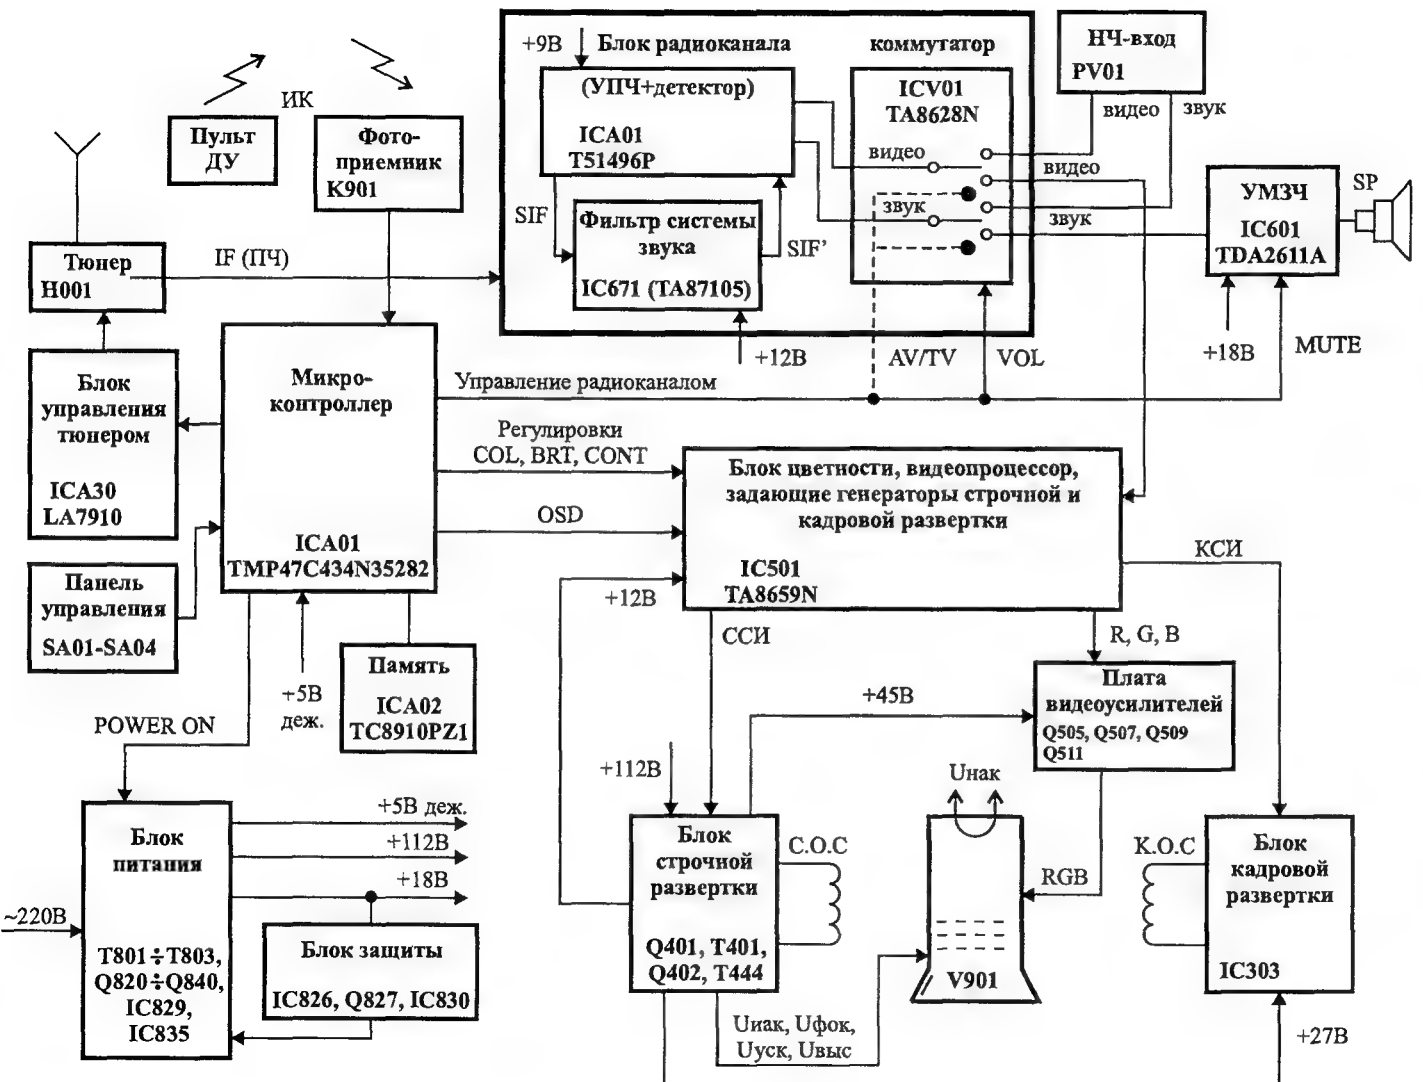 +9В
Блок радиоканала
коммутатор
НЧ-вход
PV01
(УПЧ+детектор)
ICA01
T51496P
ICV01
TA8628N
видео
звук
ИК
Пульт
ДУ
Фото-
приемник
K901
видео
видео
звук
звук
SIF
Фильтр системы
звука
IC671 (TA87105)
SIF'
УМЗЧ
IC601
TDA2611A
SP
Тюнер
H001
IF (ПЧ)
+12В
AV/TV
VOL
+18В
MUTE
Блок
управления
тюнером
ICA30
LA7910
Микро-
контроллер
ICA01
TMP47C434N35282
Управление радиоканалом
Регулировки
COL, BRT, CONT
OSD
Блок цветности, видеопроцессор,
задающие генераторы строчной и
кадровой развертки
IC501
TA8659N
КСИ
Панель
управления
SA01-SA04
+12В
ССИ
R, G, B
+5В
деж.
Память
ICA02
TC8910PZ1
POWER ON
+45В
Плата
видеоусилителей
Q505, Q507, Q509
Q511
+112В
Uнак
Блок
питания
T801÷T803,
Q820÷Q840,
IC829,
IC835
~220В
+5В деж.
+112В
+18В
Блок защиты
IC826, Q827, IC830
Блок
строчной
развертки
Q401, T401,
Q402, T444
С.О.С
RGB
V901
К.О.С
Блок
кадровой
развертки
IC303
Uиак, Uфок,
Uуск, Uвыс
+27В